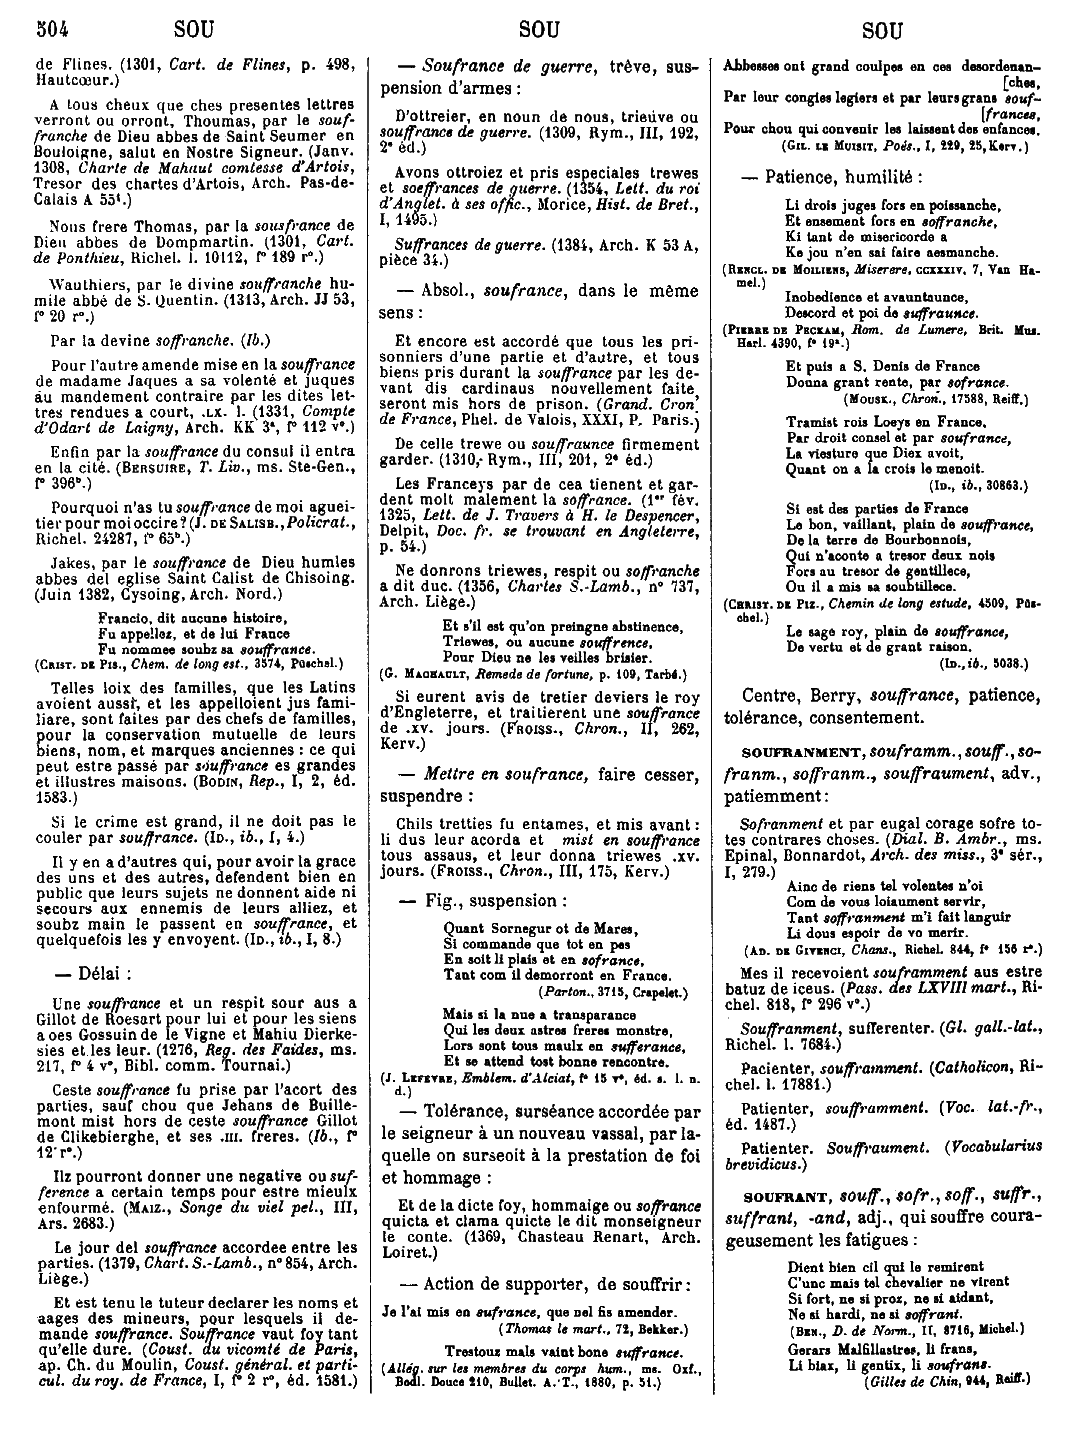 504 SOU SOU SOU
de Flines. (1301, Cart. de Flines, p. 498,
Hautcœur.)
A tous cheux que ches presentes lettres
verront ou orront, Thoumas, par le souf-
franche de Dieu abbes de Saint Seumer en
Bouloigne, salut en Nostre Signeur. (Janv.
1308, Charte de Mahaut comtesse d'Artois,
Tresor des chartes d'Artois, Arch. Pas-de-
Calais A 55⁴.)
Nous frere Thomas, par la sousfrance de
Dieu abbes de Dompmartin. (1301, Cart.
de Ponthieu, Richel. l. 10112, f° 189 r°.)
Wauthiers, par le divine souffranche hu-
mile abbé de S. Quentin. (1313, Arch. JJ 53,
f° 20 r°.)
Par la devine soffranche. (Ib.)
Pour l'autre amende mise en la souffrance
de madame Jaques a sa volenté et juques
au mandement contraire par les dites let-
tres rendues a court, .LX. l. (1331, Compte
d'Odart de Laigny, Arch. KK 3ª, f° 112 v°.)
Enfin par la souffrance du consul il entra
en la cité. (BERSUIRE, T. Liv., ms. Ste-Gen.,
f° 396ᵇ.)
Pourquoi n'as tu souffrance de moi aguei-
tier pour moi occire? (J. DE SALISB., Policrat.,
Richel. 24287, f° 65ᵇ.)
Jakes, par le souffrance de Dieu humles
abbes del eglise Saint Calist de Chisoing.
(Juin 1382, Cysoing, Arch. Nord.)
Francio, dit aucune histoire,
Fu appellez, et de lui France
Fu nommee soubz sa souffrance.
(CRIST. DE PIS., Chem. de long est., 3574, Püschel.)
Telles loix des familles, que les Latins
avoient aussi, et les appelloient jus fami-
liare, sont faites par des chefs de familles,
pour la conservation mutuelle de leurs
biens, nom, et marques anciennes : ce qui
peut estre passé par souffrance es grandes
et illustres maisons. (BODIN, Rep., I, 2, éd.
1583.)
Si le crime est grand, il ne doit pas le
couler par souffrance. (ID., ib., I, 4.)
Il y en a d'autres qui, pour avoir la grace
des uns et des autres, defendent bien en
public que leurs sujets ne donnent aide ni
secours aux ennemis de leurs alliez, et
soubz main le passent en souffrance, et
quelquefois les y envoyent. (ID., ib., I, 8.)
— Délai :
Une souffrance et un respit sour aus a
Gillot de Roesart pour lui et pour les siens
a oes Gossuin de le Vigne et Mahiu Dierke-
sies et les leur. (1276, Reg. des Faides, ms.
217, f° 4 v°, Bibl. comm. Tournai.)
Ceste souffrance fu prise par l'acort des
parties, sauf chou que Jehans de Buille-
mont mist hors de ceste souffrance Gillot
de Clikebierghe, et ses .III. freres. (Ib., f°
12 r°.)
Ilz pourront donner une negative ou suf-
ference a certain temps pour estre mieulx
enfourmé. (MAIZ., Songe du viel pel., III,
Ars. 2683.)
Le jour del souffrance accordee entre les
parties. (1379, Chart. S.-Lamb., n° 854, Arch.
Liège.)
Et est tenu le tuteur declarer les noms et
aages des mineurs, pour lesquels il de-
mande souffrance. Souffrance vaut foy tant
qu'elle dure. (Coust. du vicomté de Paris,
ap. Ch. du Moulin, Coust. général. et parti-
cul. du roy. de France, I, f° 2 r°, éd. 1581.)
— Soufrance de guerre, trêve, sus-
pension d'armes :
D'ottreier, en noun de nous, trieüve ou
souffrance de guerre. (1309, Rym., III, 192,
2ᵉ éd.)
Avons ottroiez et pris especiales trewes
et soeffrances de guerre. (1354, Lett. du roi
d'Anglet. à ses offic., Morice, Hist. de Bret.,
I, 1495.)
Suffrances de guerre. (1384, Arch. K 53 A,
pièce 34.)
— Absol., soufrance, dans le même
sens :
Et encore est accordé que tous les pri-
sonniers d'une partie et d'autre, et tous
biens pris durant la souffrance par les de-
vant dis cardinaus nouvellement faite,
seront mis hors de prison. (Grand. Cron.
de France, Phel. de Valois, XXXI, P. Paris.)
De celle trewe ou souffraunce firmement
garder. (1310, Rym., III, 201, 2ᵉ éd.)
Les Franceys par de cea tienent et gar-
dent molt malement la soffrance. (1ᵉʳ fév.
1325, Lett. de J. Travers à H. le Despencer,
Delpit, Doc. fr. se trouvant en Angleterre,
p. 54.)
Ne donrons triewes, respit ou soffranche
a dit duc. (1356, Chartes S.-Lamb., n° 737,
Arch. Liège.)
Et s'il est qu'on preingne abstinence,
Triewes, ou aucune souffrence,
Pour Dieu ne les veilles brisier.
(G. MACHAULT, Remede de fortune, p. 109, Tarbé.)
Si eurent avis de tretier deviers le roy
d'Engleterre, et traitierent une souffrance
de .XV. jours. (FROISS., Chron., II, 262,
Kerv.)
— Mettre en soufrance, faire cesser,
suspendre :
Chils tretties fu entames, et mis avant :
li dus leur acorda et mist en souffrance
tous assaus, et leur donna triewes .XV.
jours. (FROISS., Chron., III, 175, Kerv.)
— Fig., suspension :
Quant Sornegur ot de Mares,
Si commande que tot en pes
En soit li plais et en sofrance,
Tant com il demorront en France.
(Parton., 3715, Crapelet.)
Mais si la nue a transparance
Qui les deux astres freres monstre,
Lors sont tous maulx en sufferance,
Et se attend tost bonne rencontre.
(J. LEFEVRE, Emblem. d'Alciat, f° 15 v°, éd. s. l. n.
d.)
— Tolérance, surséance accordée par
le seigneur à un nouveau vassal, par la-
quelle on surseoit à la prestation de foi
et hommage :
Et de la dicte foy, hommaige ou soffrance
quicta et clama quicte le dit monseigneur
le conte. (1369, Chasteau Renart, Arch.
Loiret.)
— Action de supporter, de souffrir :
Je l'ai mis en sufrance, que nel fis amender.
(Thomas le mart., 72, Bekker.)
Trestouz mals vaint bone suffrance.
(Allég. sur les membres du corps hum., ms. Oxf.,
Bodl. Douce 210, Bullet. A. T., 1880, p. 51.)
Abbesses ont grand coulpes en ces desordenan-
[ches,
Par leur congies legiers et par leurs grans souf-
[frances,
Pour chou qui convenir les laissent des enfances.
(GIL. LE MUISIT, Poés., I, 229, 25, Kerv.)
— Patience, humilité :
Li drois juges fors en poissanche,
Et ensement fors en soffranche,
Ki tant de misericorde a
Ke jou n'en sai faire aesmanche.
(RENCL. DE MOLLIENS, Miserere, CCXXXIV, 7, Van Ha-
mel.)
Inobedience et avauntaunce,
Descord et poi de suffraunce.
(PIERRE DE PECKAM, Rom. de Lumere, Brit. Mus.
Harl. 4390, f° 19ª.)
Et puis a S. Denis de France
Donna grant rente, par sofrance.
(MOUSK., Chron., 17588, Reiff.)
Tramist rois Loeys en France,
Par droit consel et par soufrance,
La viesture que Diex avoit,
Quant on a la crois le menoit.
(ID., ib., 30863.)
Si est des parties de France
Le bon, vaillant, plain de souffrance,
De la terre de Bourbonnois,
Qui n'aconte a tresor deux nois
Fors au tresor de gentillece,
Ou il a mis sa soubtillece.
(CHRIST. DE PIZ., Chemin de long estude, 4509, Püs-
chel.)
Le sage roy, plain de souffrance,
De vertu et de grant raison.
(ID., ib., 5038.)
Centre, Berry, souffrance, patience,
tolérance, consentement.
SOUFRANMENT, souframm., souff., so-
franm., soffranm., souffraument, adv.,
patiemment :
Sofranment et par eugal corage sofre to-
tes contrares choses. (Dial. B. Ambr., ms.
Epinal, Bonnardot, Arch. des miss., 3ᵉ sér.,
I, 279.)
Ainc de riens tel volentes n'oi
Com de vous loiaument servir,
Tant soffranment m'i fait languir
Li dous espoir de vo merir.
(AD. DE GIVENCI, Chans., Richel. 844, f° 156 r°.)
Mes il recevoient souframment aus estre
batuz de iceus. (Pass. des LXVIII mart., Ri-
chel. 818, f° 296 v°.)
Souffranment, sufferenter. (Gl. gall.-lat.,
Richel. l. 7684.)
Pacienter, soufframment. (Catholicon, Ri-
chel. l. 17881.)
Patienter, soufframment. (Voc. lat.-fr.,
éd. 1487.)
Patienter. Souffraument. (Vocabularius
brevidicus.)
SOUFRANT, souff., sofr., soff., suffr.,
suffrant, -and, adj., qui souffre coura-
geusement les fatigues :
Dient bien cil qui le remirent
C'unc mais tel chevalier ne virent
Si fort, ne si proz, ne si aidant,
Ne si hardi, ne si soffrant.
(BEN., D. de Norm., II, 8716, Michel.)
Gerars Malfillastres, li frans,
Li biax, li gentix, li soufrans.
(Gilles de Chin, 944, Reiff.)